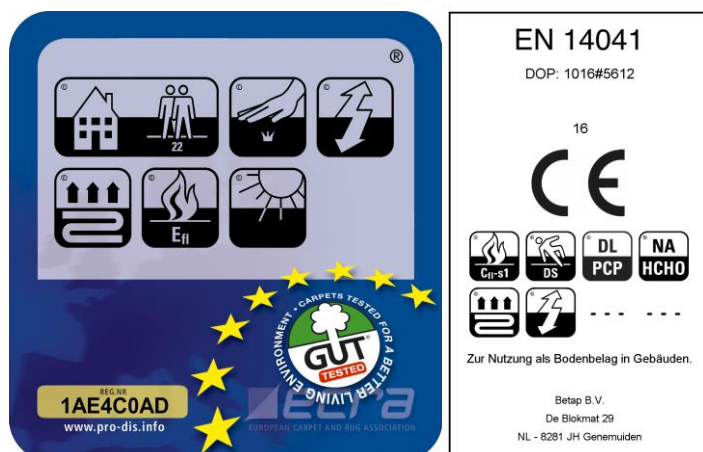 ®
© © ©
22
© © ©
Efl
CARPETS TESTED FOR A BETTER LIVING ENVIRONMENT •
GUT®
TESTED
REG.NR
1AE4C0AD
www.pro-dis.info
ecra
EUROPEAN CARPET AND RUG ASSOCIATION
EN 14041
DOP: 1016#5612
16
CE
Cfl-s1 DS DL PCP NA HCHO
--- ---
Zur Nutzung als Bodenbelag in Gebäuden.
Betap B.V.
De Blokmat 29
NL - 8281 JH Genemuiden